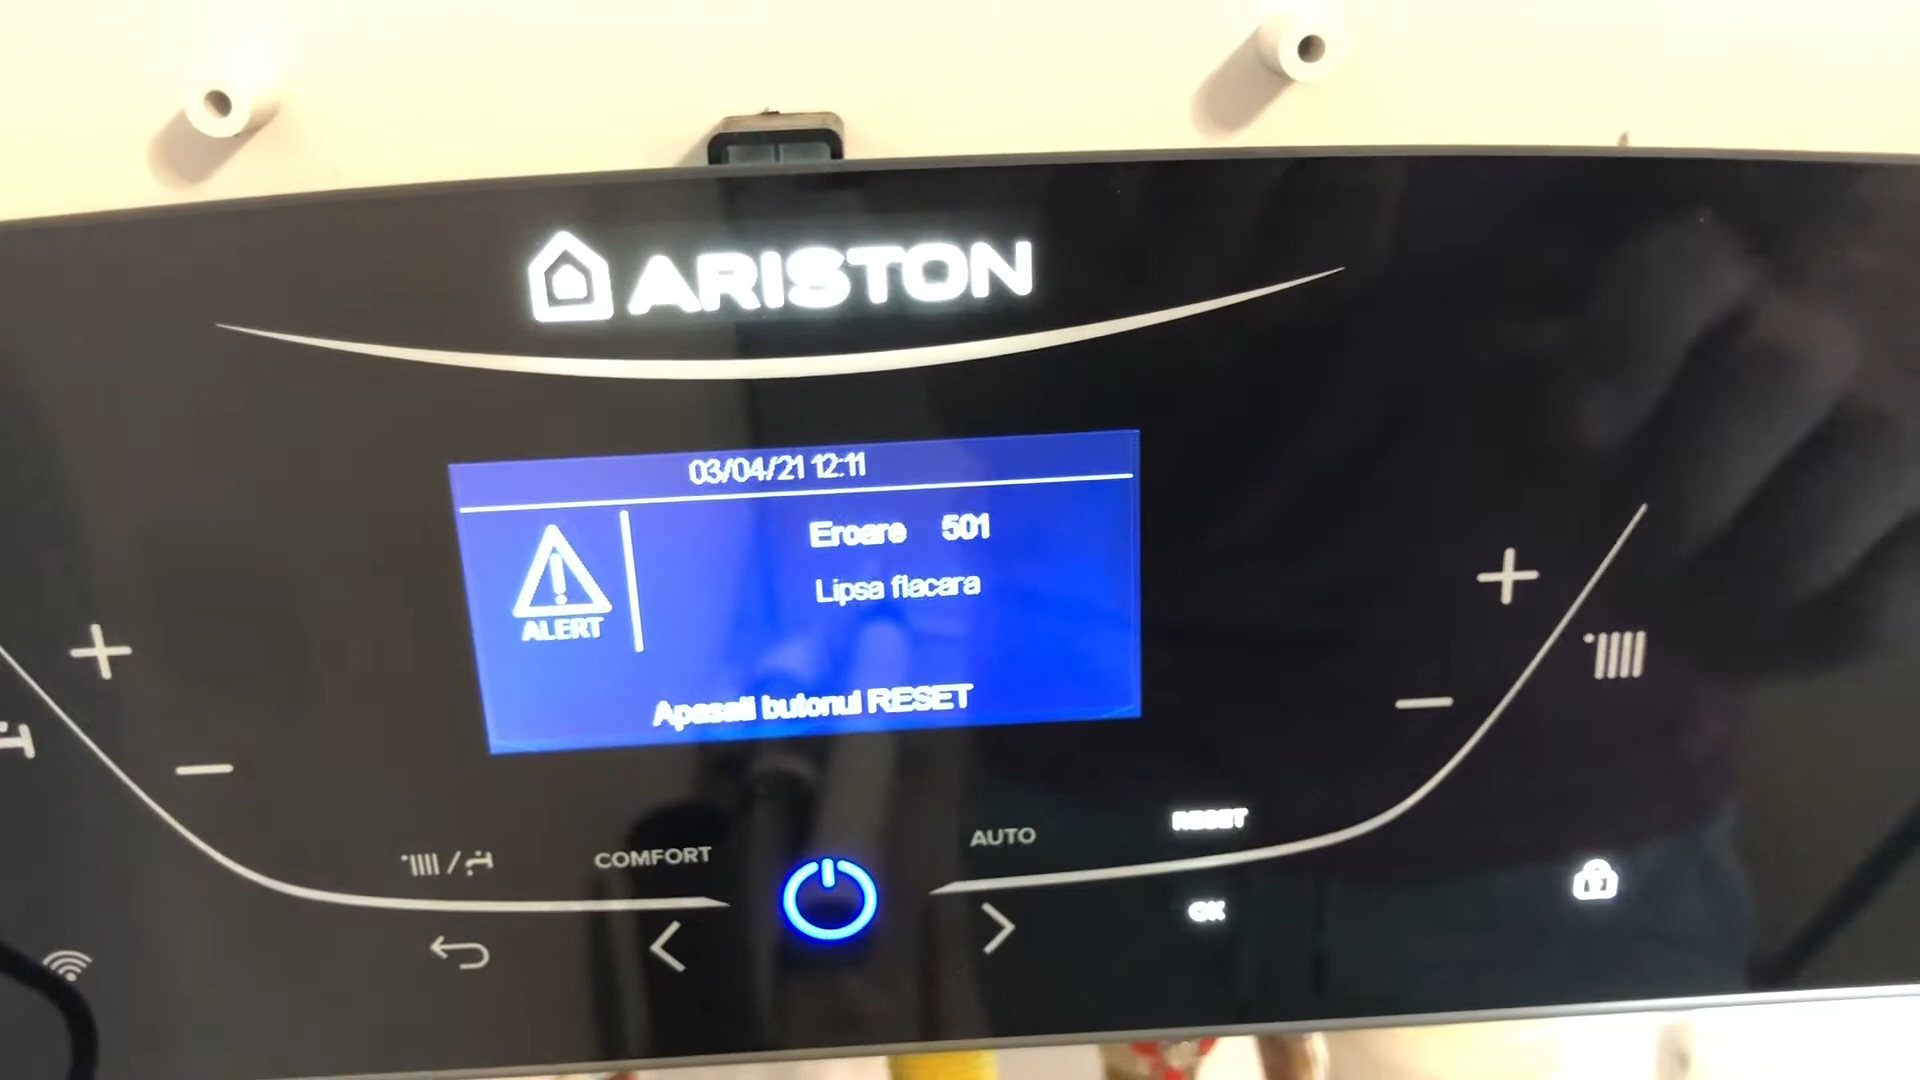 ARISTON
03/04/21 12:11
Eroare 501
Lipsa flacara
ALERT
Apasati butonul RESET
COMFORT
AUTO
RESET
OK